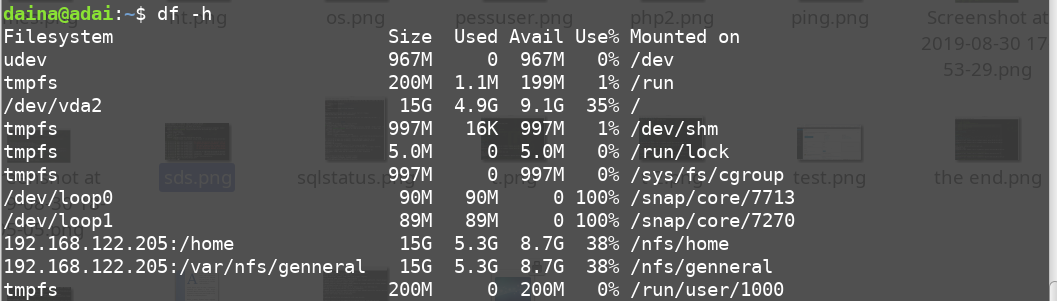 daina@adai:~$ df -h
Filesystem Size Used Avail Use% Mounted on
udev 967M 0 967M 0% /dev
tmpfs 200M 1.1M 199M 1% /run
/dev/vda2 15G 4.9G 9.1G 35% /
tmpfs 997M 16K 997M 1% /dev/shm
tmpfs 5.0M 0 5.0M 0% /run/lock
tmpfs 997M 0 997M 0% /sys/fs/cgroup
/dev/loop0 90M 90M 0 100% /snap/core/7713
/dev/loop1 89M 89M 0 100% /snap/core/7270
192.168.122.205:/home 15G 5.3G 8.7G 38% /nfs/home
192.168.122.205:/var/nfs/genneral 15G 5.3G 8.7G 38% /nfs/genneral
tmpfs 200M 0 200M 0% /run/user/1000
os.png
pessuser.png
php2.png
ping.png
Screenshot at
2019-08-30 17
53-29.png
sds.png
sqlstatus.png
test.png
the end.png